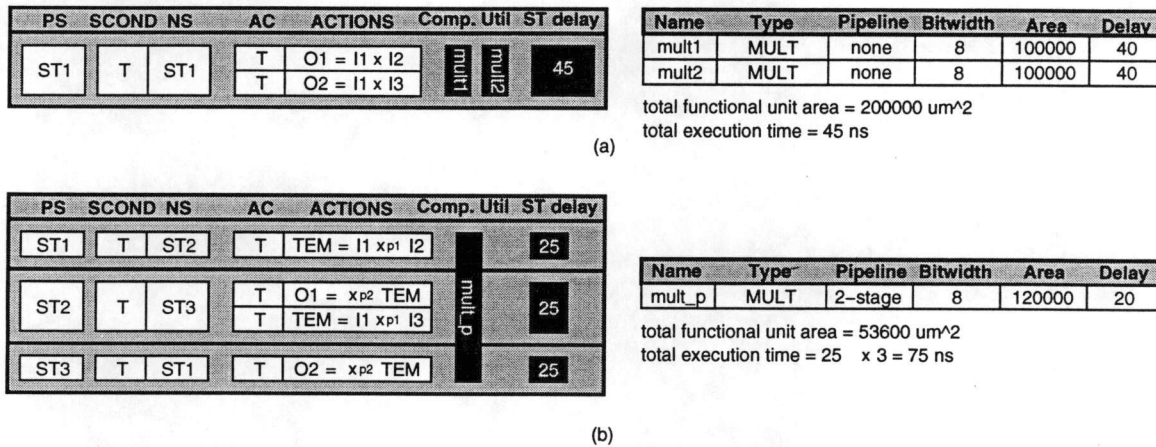 PS SCOND NS AC ACTIONS Comp. Util ST delay
ST1 T ST1 T O1 = I1 x I2 mult1 mult2 45
T O2 = I1 x I3
Name Type Pipeline Bitwidth Area Delay
mult1 MULT none 8 100000 40
mult2 MULT none 8 100000 40
total functional unit area = 200000 um^2
total execution time = 45 ns
(a)
PS SCOND NS AC ACTIONS Comp. Util ST delay
ST1 T ST2 T TEM = I1 xp1 I2 25
ST2 T ST3 T O1 = xp2 TEM mult_p 25
T TEM = I1 xp1 I3
ST3 T ST1 T O2 = xp2 TEM 25
Name Type Pipeline Bitwidth Area Delay
mult_p MULT 2-stage 8 120000 20
total functional unit area = 53600 um^2
total execution time = 25 x 3 = 75 ns
(b)